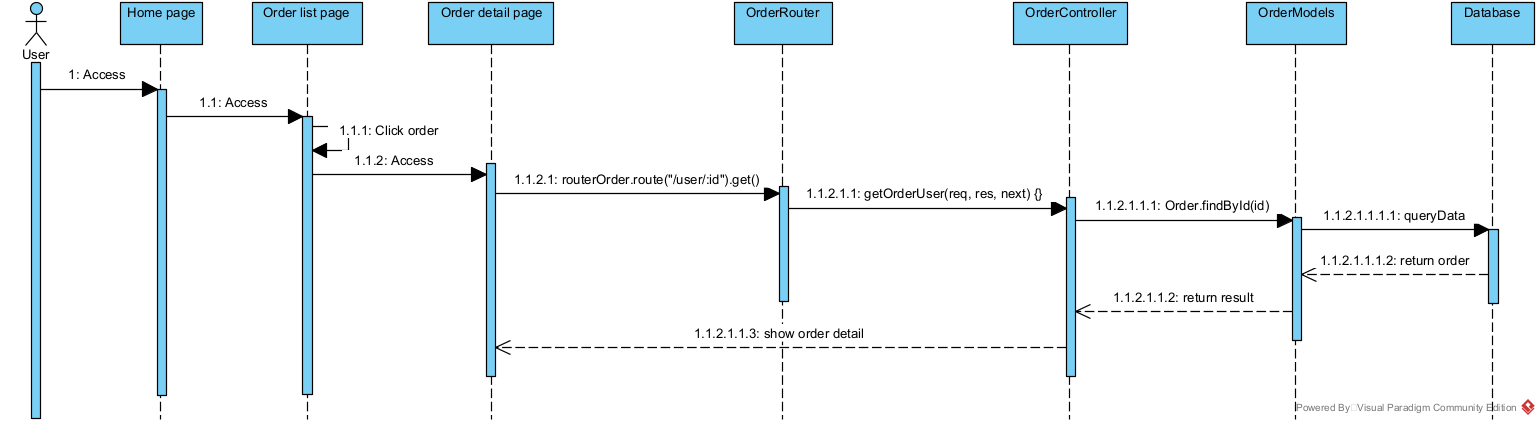 Home page
Order list page
Order detail page
OrderRouter
OrderController
OrderModels
Database
User
1: Access
1.1: Access
1.1.1: Click order
1.1.2: Access
1.1.2.1: routerOrder.route("/user/:id").get()
1.1.2.1.1: getOrderUser(req, res, next) {}
1.1.2.1.1.1: Order.findById(id)
1.1.2.1.1.1.1: queryData
1.1.2.1.1.1.2: return order
1.1.2.1.1.2: return result
1.1.2.1.1.3: show order detail
Powered By Visual Paradigm Community Edition